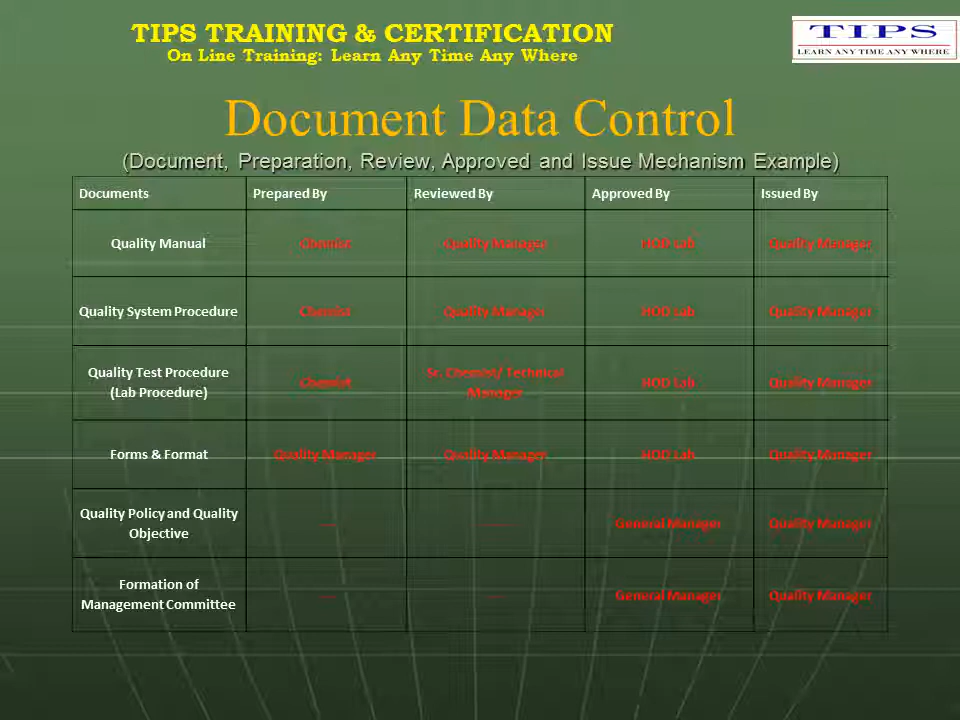 TIPS TRAINING & CERTIFICATION
On Line Training: Learn Any Time Any Where
TIPS
LEARN ANYTIME ANY WHERE
Document Data Control
(Document, Preparation, Review, Approved and Issue Mechanism Example)
Documents Prepared By Reviewed By Approved By Issued By
Quality Manual Chemist Quality Manager HOD Lab Quality Manager
Quality System Procedure Chemist Quality Manager HOD Lab Quality Manager
Quality Test Procedure
(Lab Procedure) Chemist Sr. Chemist/ Technical
Manager HOD Lab Quality Manager
Forms & Format Quality Manager Quality Manager HOD Lab Quality Manager
Quality Policy and Quality
Objective General Manager Quality Manager
Formation of
Management Committee General Manager Quality Manager